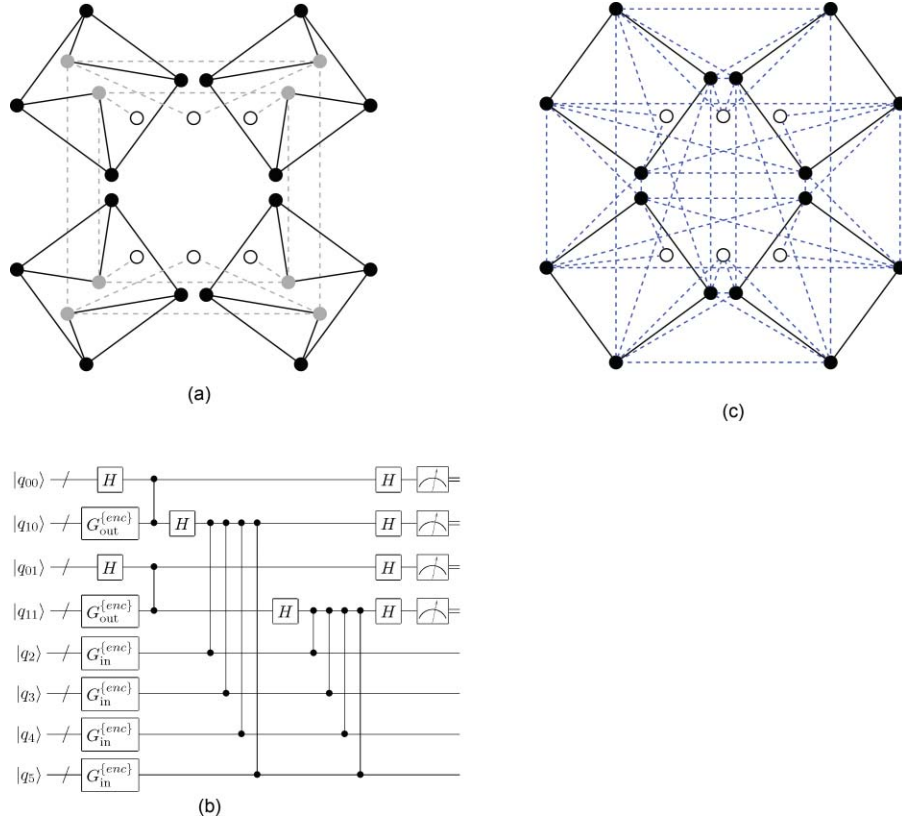 (a)
(c)
|q₀₀⟩ H H
|q₁₀⟩ G_out^{enc} H H
|q₀₁⟩ H H
|q₁₁⟩ G_out^{enc} H H
|q₂⟩ G_in^{enc}
|q₃⟩ G_in^{enc}
|q₄⟩ G_in^{enc}
|q₅⟩ G_in^{enc}
(b)